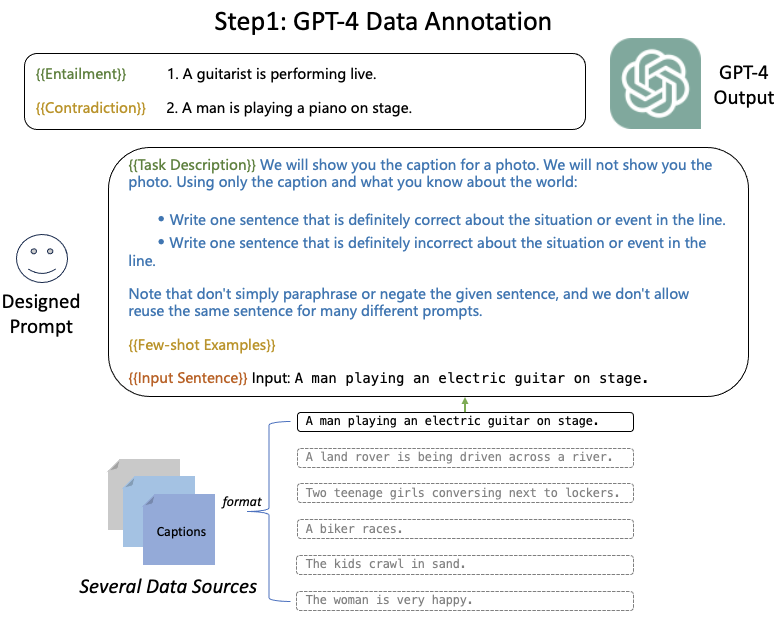 Step1: GPT-4 Data Annotation
{{Entailment}} 1. A guitarist is performing live.
{{Contradiction}} 2. A man is playing a piano on stage.
GPT-4
Output
{{Task Description}} We will show you the caption for a photo. We will not show you the
photo. Using only the caption and what you know about the world:
• Write one sentence that is definitely correct about the situation or event in the line.
• Write one sentence that is definitely incorrect about the situation or event in the
line.
Note that don't simply paraphrase or negate the given sentence, and we don't allow
reuse the same sentence for many different prompts.
{{Few-shot Examples}}
{{Input Sentence}} Input: A man playing an electric guitar on stage.
Designed
Prompt
A man playing an electric guitar on stage.
A land rover is being driven across a river.
Two teenage girls conversing next to lockers.
A biker races.
The kids crawl in sand.
The woman is very happy.
format
Captions
Several Data Sources